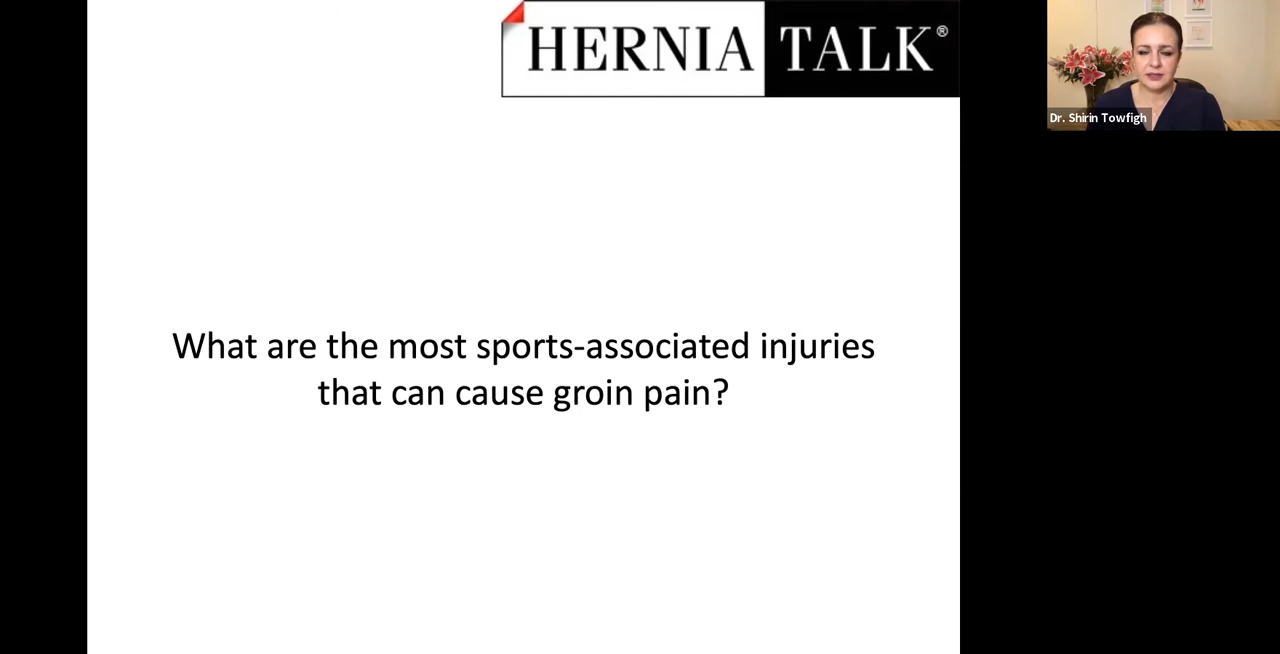 HERNIA TALK®
Dr. Shirin Towfigh
What are the most sports-associated injuries
that can cause groin pain?